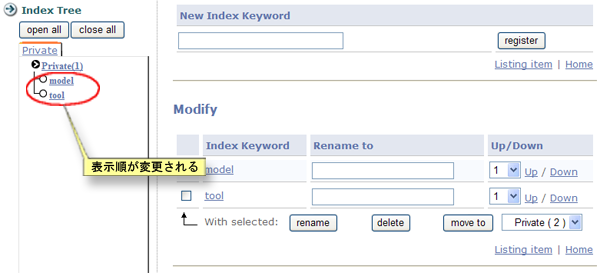 Index Tree
open all close all
Private
Private(1)
model
tool
表示順が変更される
New Index Keyword
register
Listing item | Home
Modify
Index Keyword Rename to Up/Down
model 1 Up / Down
tool 1 Up / Down
With selected: rename delete move to Private ( 2 )
Listing item | Home